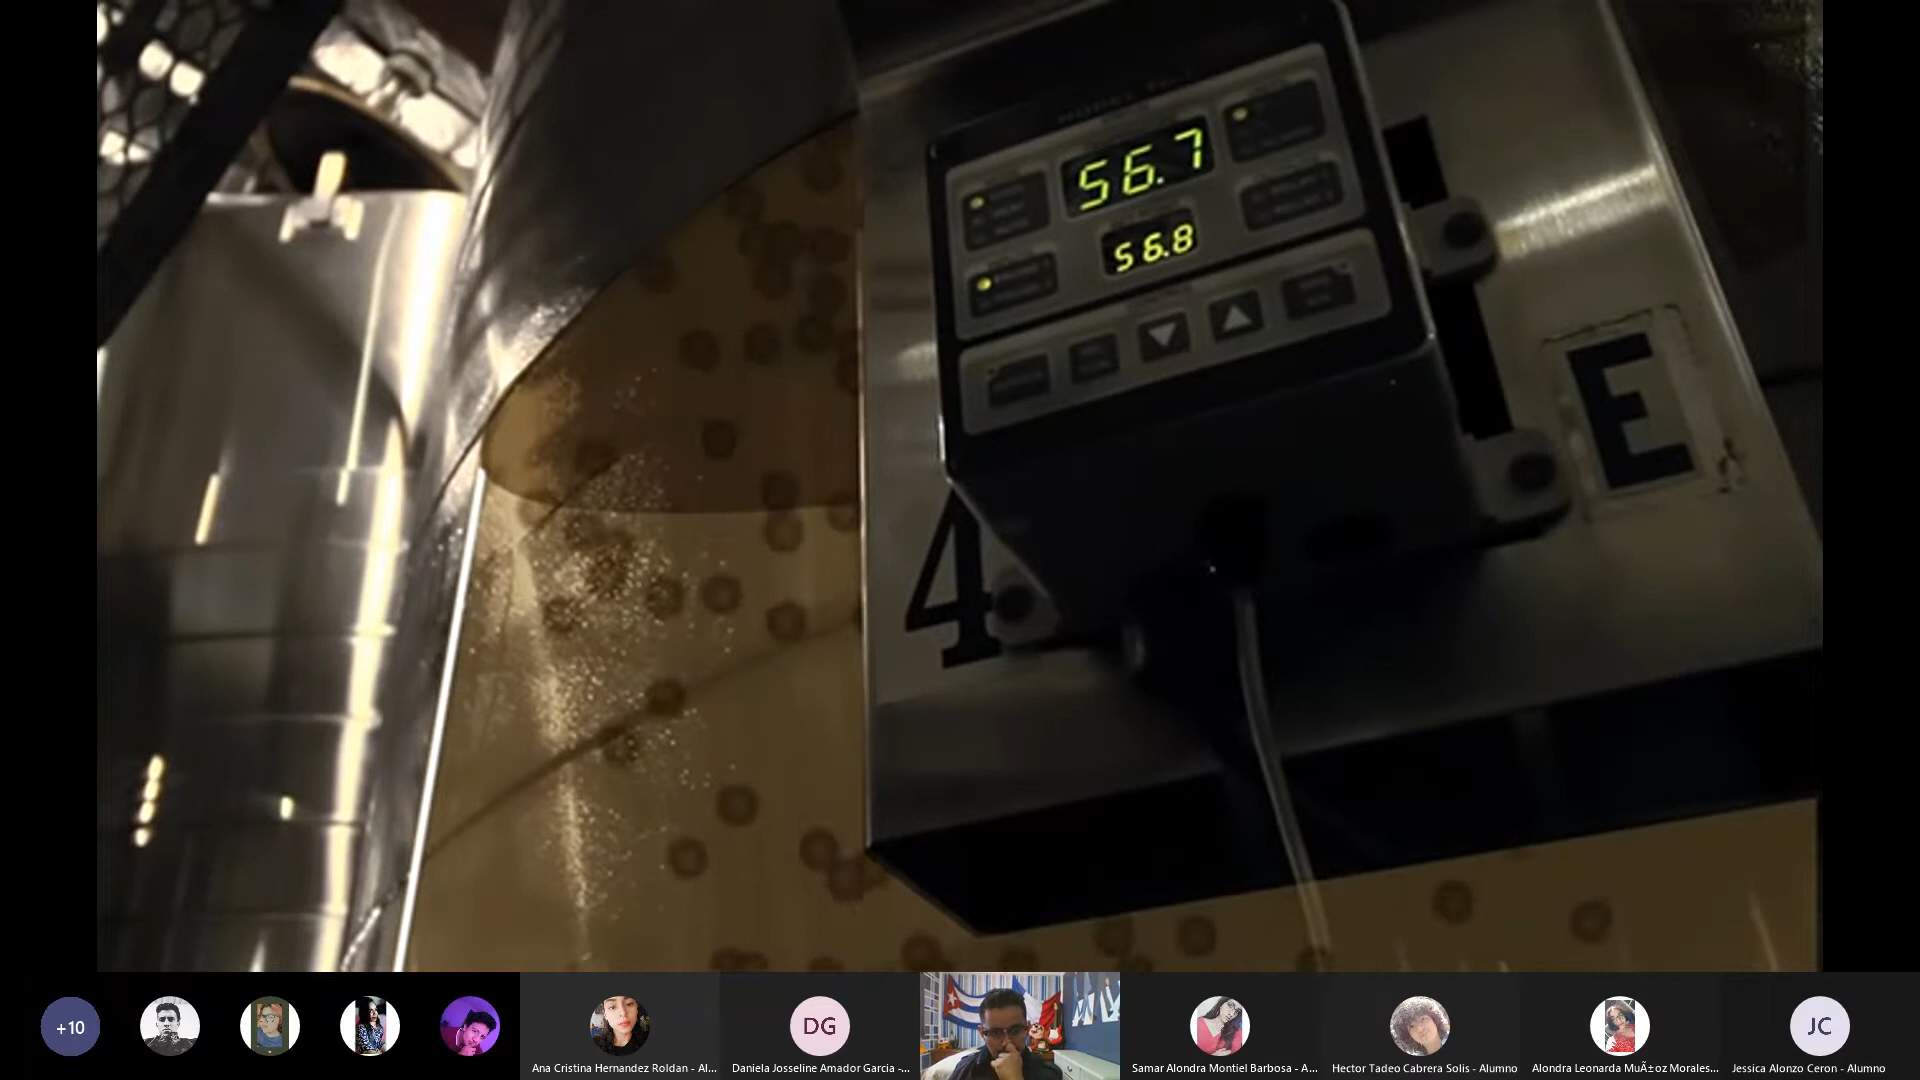 56.7
56.8
E
4
+10
DG
JC
Ana Cristina Hernandez Roldan - Al...
Daniela Josseline Amador Garcia -...
Samar Alondra Montiel Barbosa - A...
Hector Tadeo Cabrera Solis - Alumno
Alondra Leonarda MuÃ±oz Morales...
Jessica Alonzo Ceron - Alumno